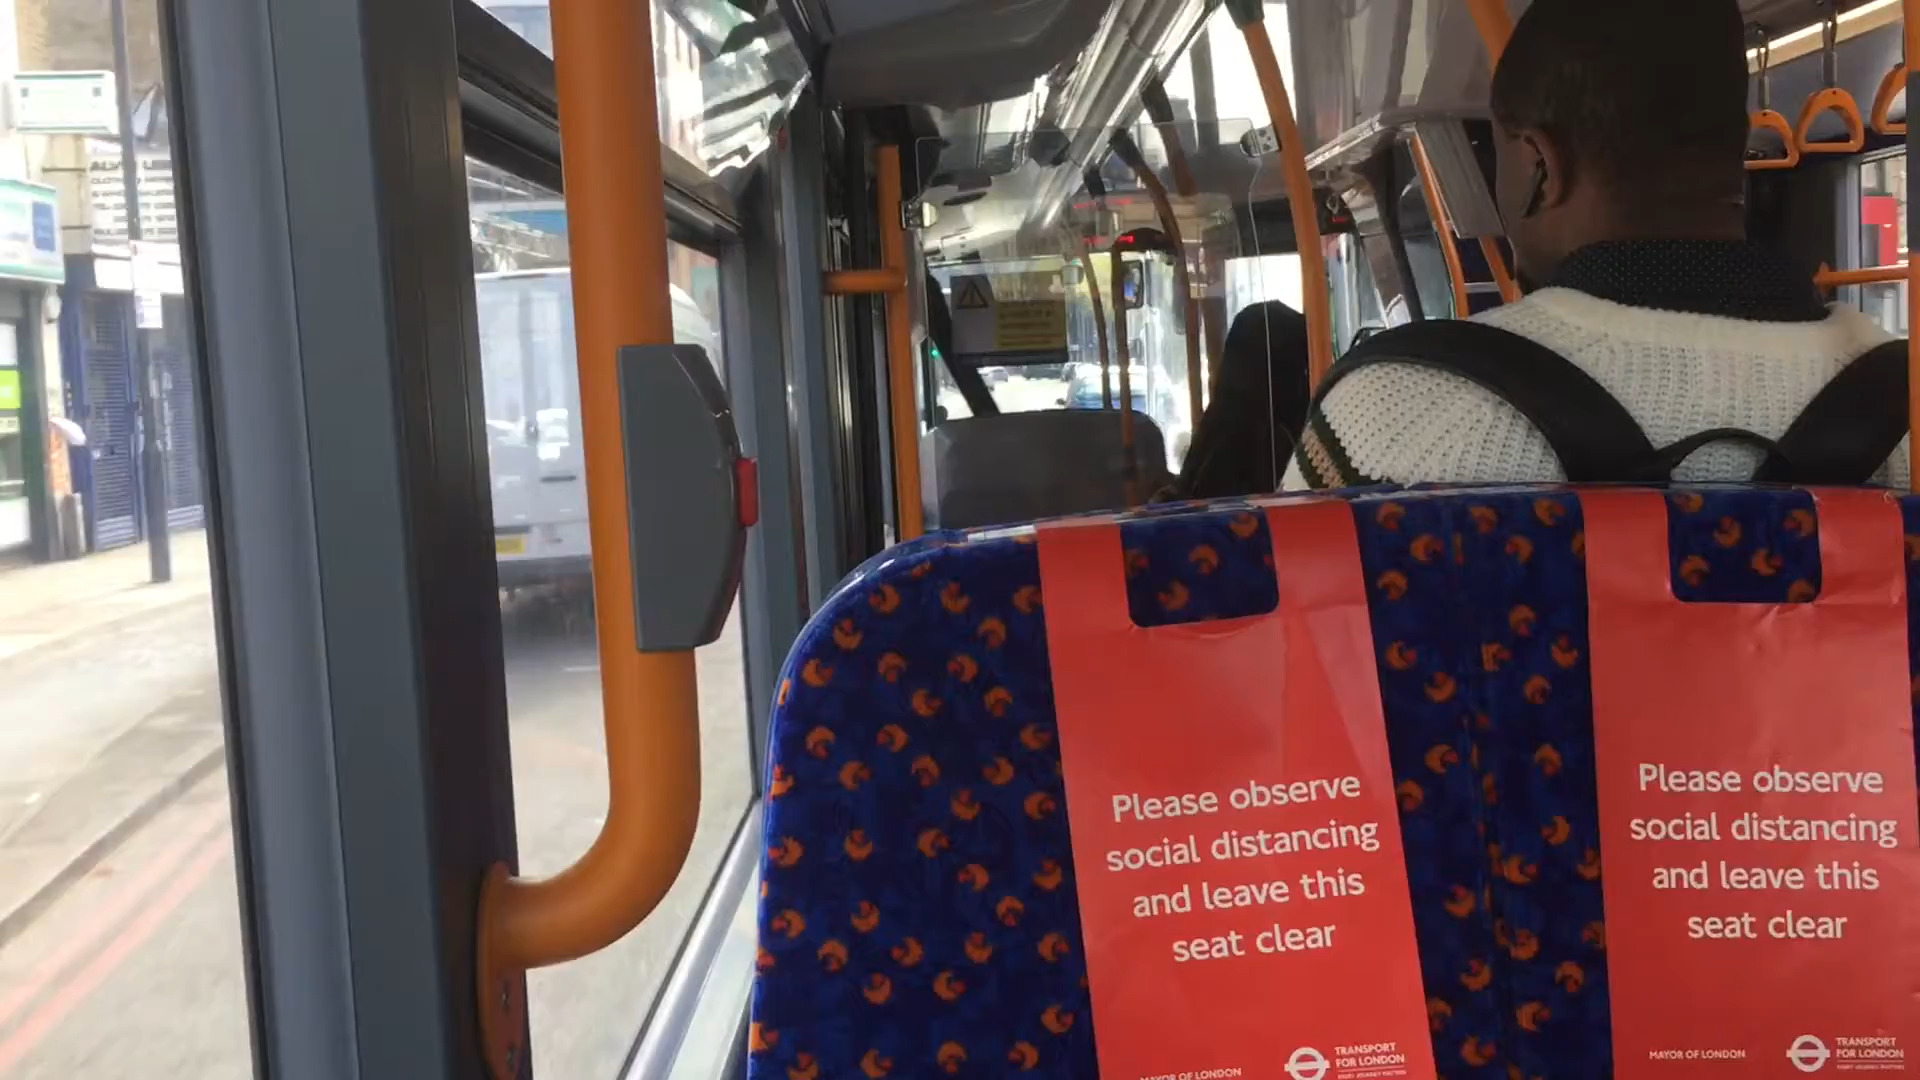 Please observe
social distancing
and leave this
seat clear
MAYOR OF LONDON
TRANSPORT
FOR LONDON
Please observe
social distancing
and leave this
seat clear
MAYOR OF LONDON
TRANSPORT
FOR LONDON